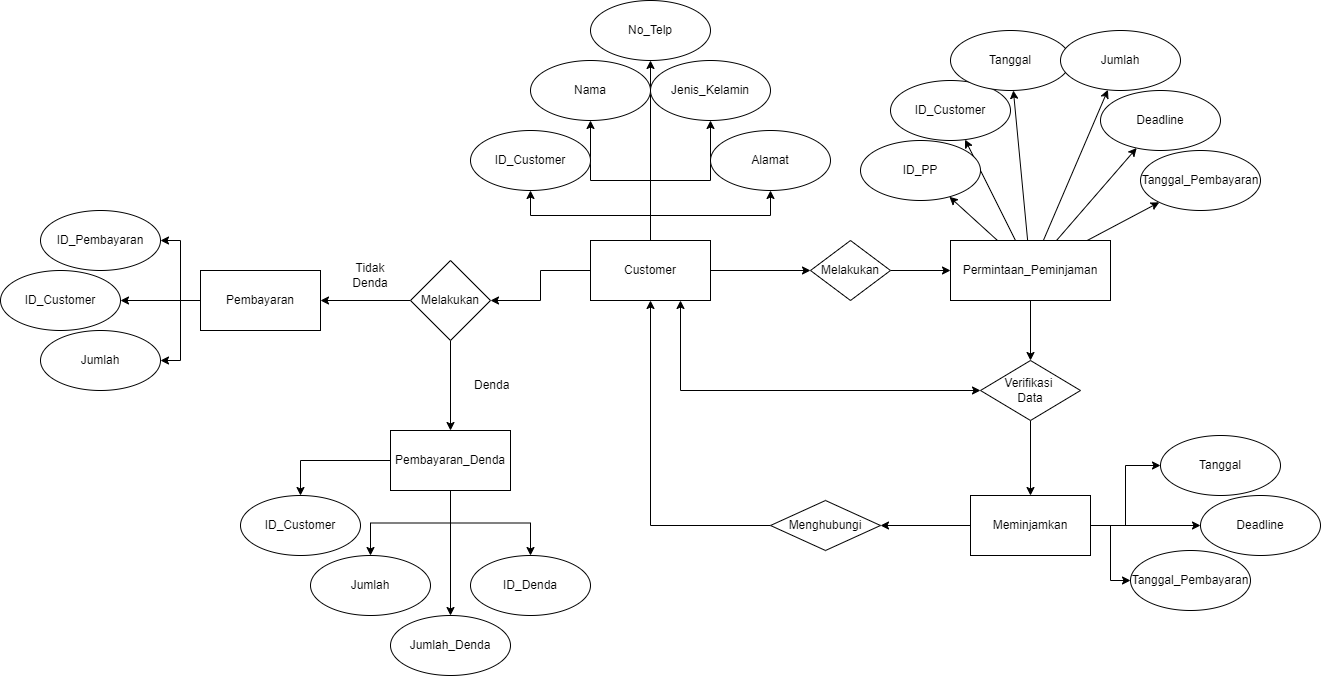 No_Telp
Nama
Jenis_Kelamin
ID_Customer
Alamat
Tanggal
Jumlah
ID_Customer
Deadline
ID_PP
Tanggal_Pembayaran
ID_Pembayaran
ID_Customer
Jumlah
Pembayaran
Tidak
Denda
Melakukan
Customer
Melakukan
Permintaan_Peminjaman
Denda
Verifikasi
Data
Pembayaran_Denda
ID_Customer
Jumlah
ID_Denda
Jumlah_Denda
Menghubungi
Meminjamkan
Tanggal
Deadline
Tanggal_Pembayaran